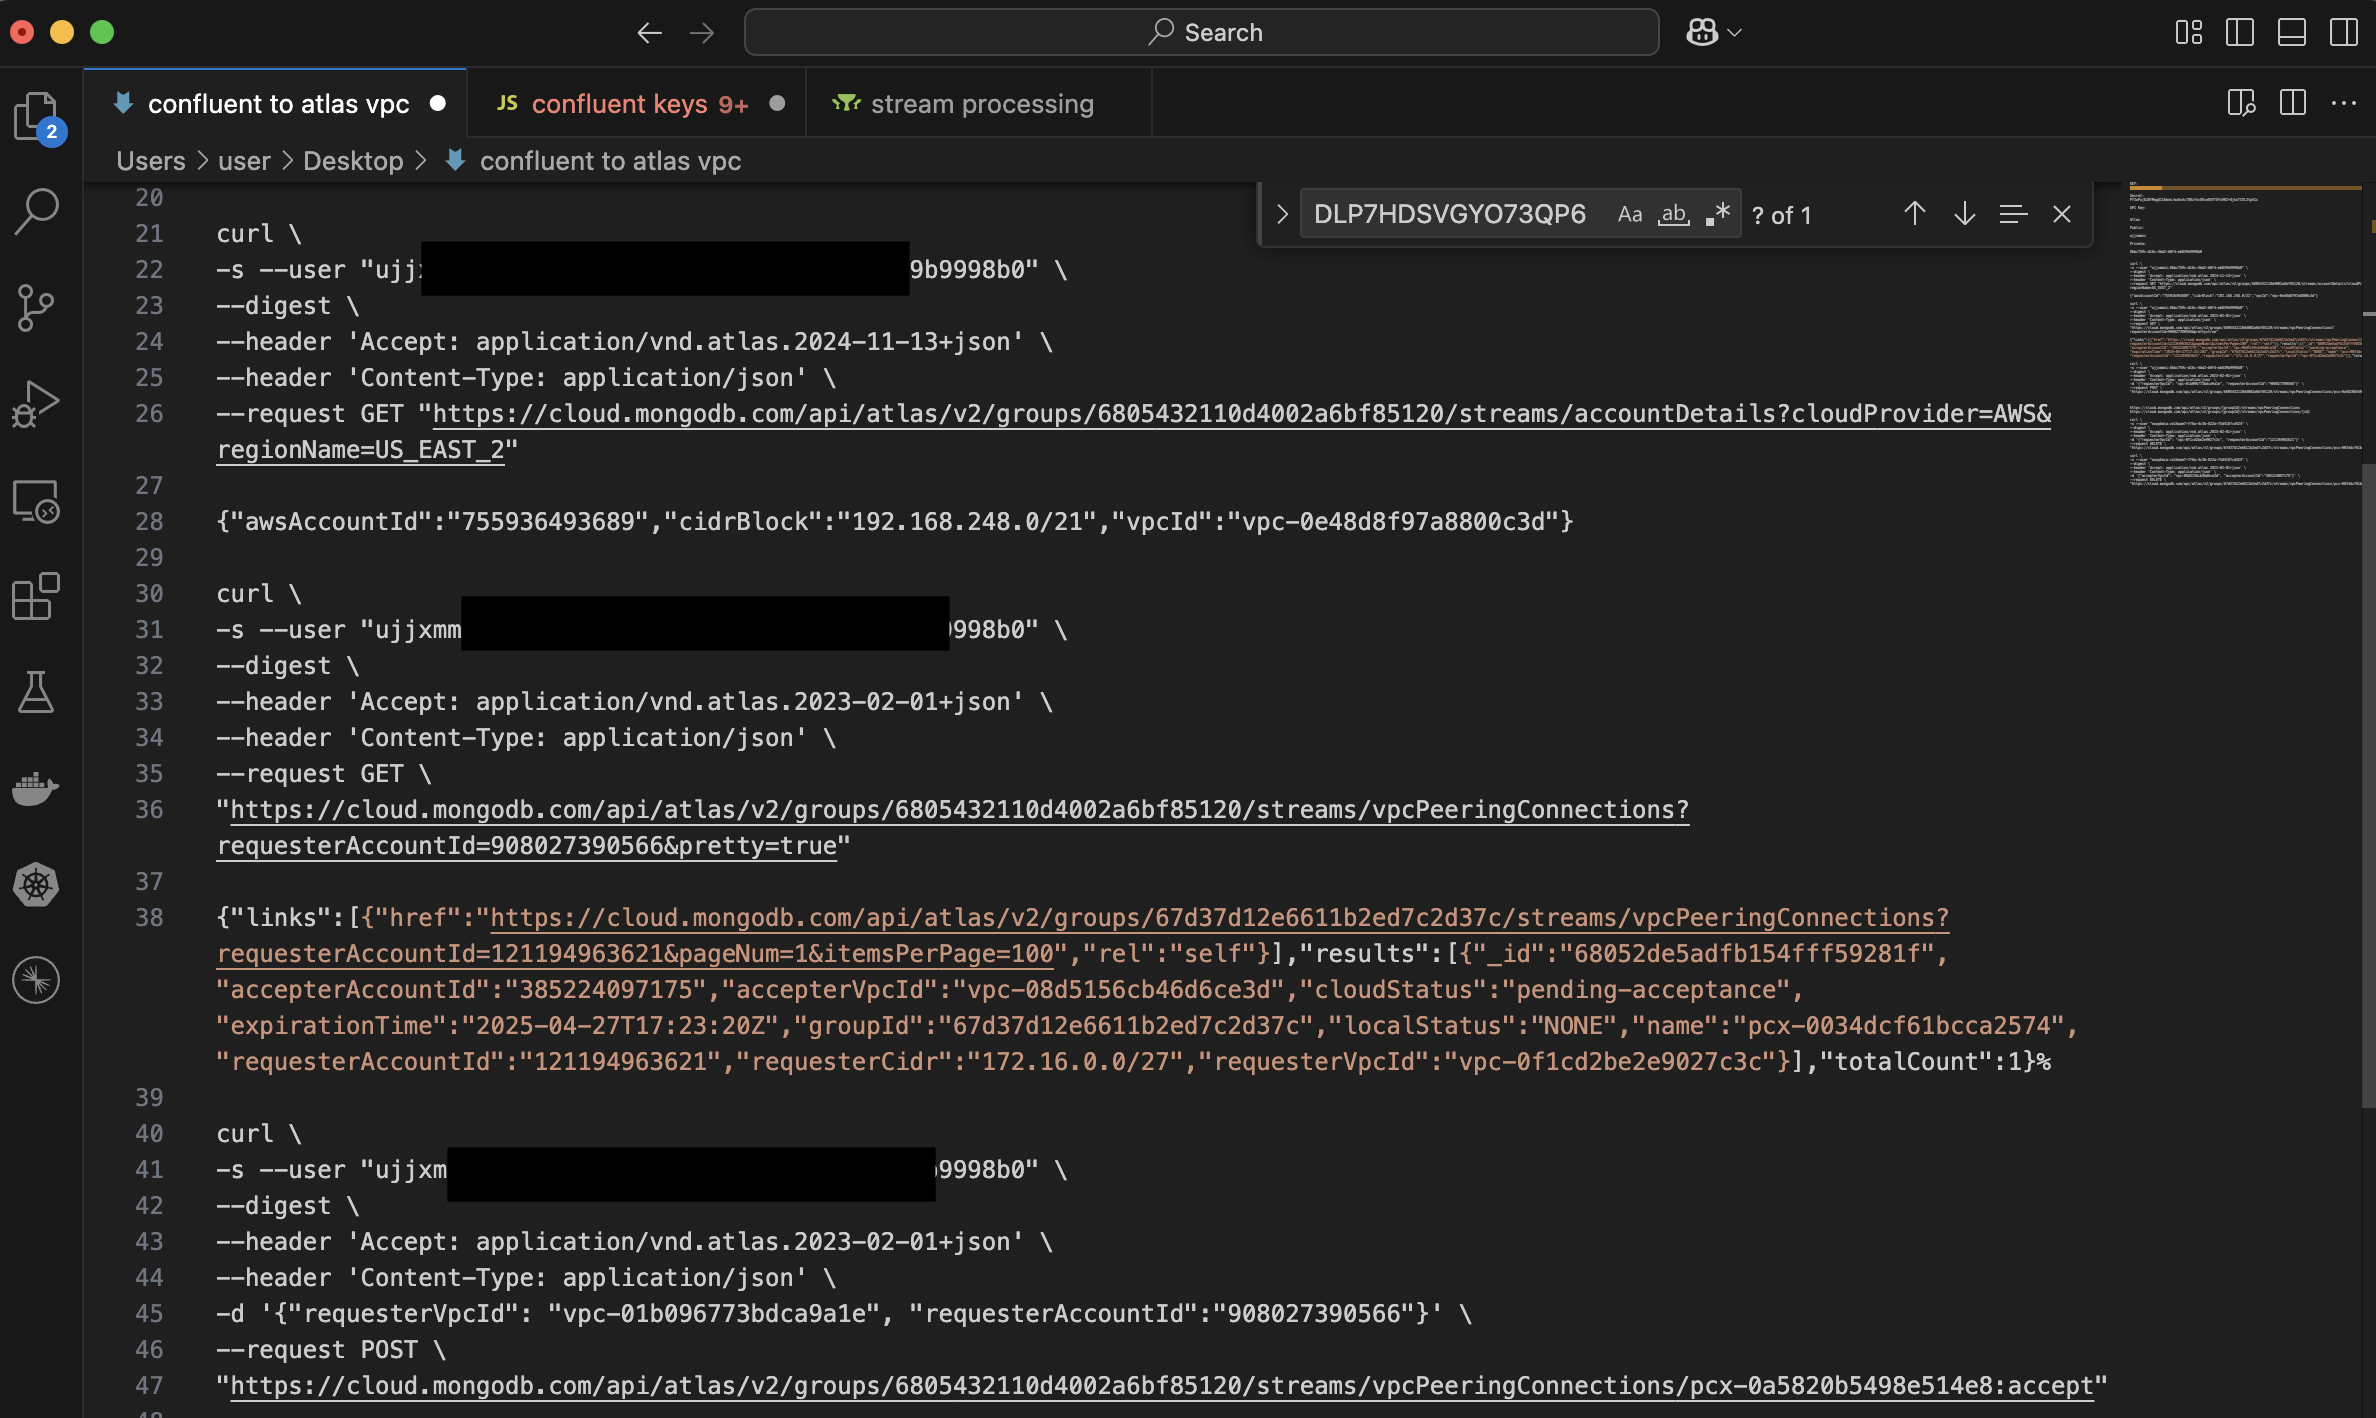 Search
confluent to atlas vpc
JS confluent keys 9+
stream processing
2
Users > user > Desktop > confluent to atlas vpc
DLP7HDSVGYO73QP6 Aa ab .* ? of 1
20
21 curl \
22 -s --user "ujjx 9b9998b0" \
23 --digest \
24 --header 'Accept: application/vnd.atlas.2024-11-13+json' \
25 --header 'Content-Type: application/json' \
26 --request GET "https://cloud.mongodb.com/api/atlas/v2/groups/6805432110d4002a6bf85120/streams/accountDetails?cloudProvider=AWS&
regionName=US_EAST_2"
27
28 {"awsAccountId":"755936493689","cidrBlock":"192.168.248.0/21","vpcId":"vpc-0e48d8f97a8800c3d"}
29
30 curl \
31 -s --user "ujjxmm 9998b0" \
32 --digest \
33 --header 'Accept: application/vnd.atlas.2023-02-01+json' \
34 --header 'Content-Type: application/json' \
35 --request GET \
36 "https://cloud.mongodb.com/api/atlas/v2/groups/6805432110d4002a6bf85120/streams/vpcPeeringConnections?
requesterAccountId=908027390566&pretty=true"
37
38 {"links":[{"href":"https://cloud.mongodb.com/api/atlas/v2/groups/67d37d12e6611b2ed7c2d37c/streams/vpcPeeringConnections?
requesterAccountId=121194963621&pageNum=1&itemsPerPage=100","rel":"self"}],"results":[{"_id":"68052de5adfb154fff59281f",
"accepterAccountId":"385224097175","accepterVpcId":"vpc-08d5156cb46d6ce3d","cloudStatus":"pending-acceptance",
"expirationTime":"2025-04-27T17:23:20Z","groupId":"67d37d12e6611b2ed7c2d37c","localStatus":"NONE","name":"pcx-0034dcf61bcca2574",
"requesterAccountId":"121194963621","requesterCidr":"172.16.0.0/27","requesterVpcId":"vpc-0f1cd2be2e9027c3c"}],"totalCount":1}%
39
40 curl \
41 -s --user "ujjxm 9998b0" \
42 --digest \
43 --header 'Accept: application/vnd.atlas.2023-02-01+json' \
44 --header 'Content-Type: application/json' \
45 -d '{"requesterVpcId": "vpc-01b096773bdca9a1e", "requesterAccountId":"908027390566"}' \
46 --request POST \
47 "https://cloud.mongodb.com/api/atlas/v2/groups/6805432110d4002a6bf85120/streams/vpcPeeringConnections/pcx-0a5820b5498e514e8:accept"